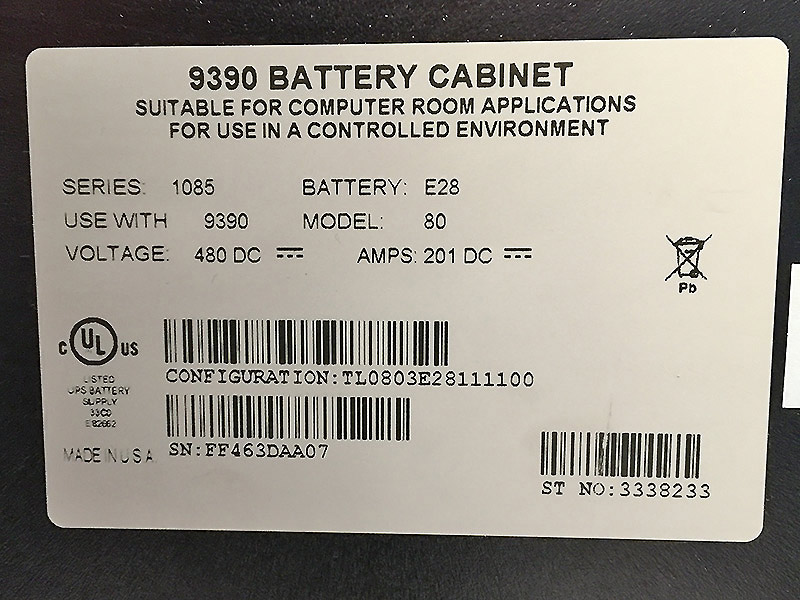 9390 BATTERY CABINET
SUITABLE FOR COMPUTER ROOM APPLICATIONS
FOR USE IN A CONTROLLED ENVIRONMENT
SERIES: 1085 BATTERY: E28
USE WITH 9390 MODEL: 80
VOLTAGE: 480 DC AMPS: 201 DC
Pb
C UL US
LISTED
UPS BATTERY
SUPPLY
33C0
E82662
MADE IN U S A
CONFIGURATION:TL0803E28111100
SN:FF463DAA07
ST NO:3338233